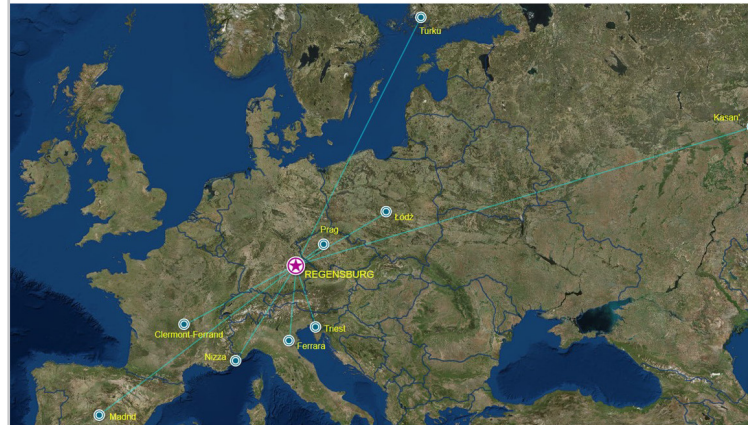 Turku
Kasan'
Łódź
Prag
REGENSBURG
Clermont-Ferrand
Triest
Ferrara
Nizza
Madrid